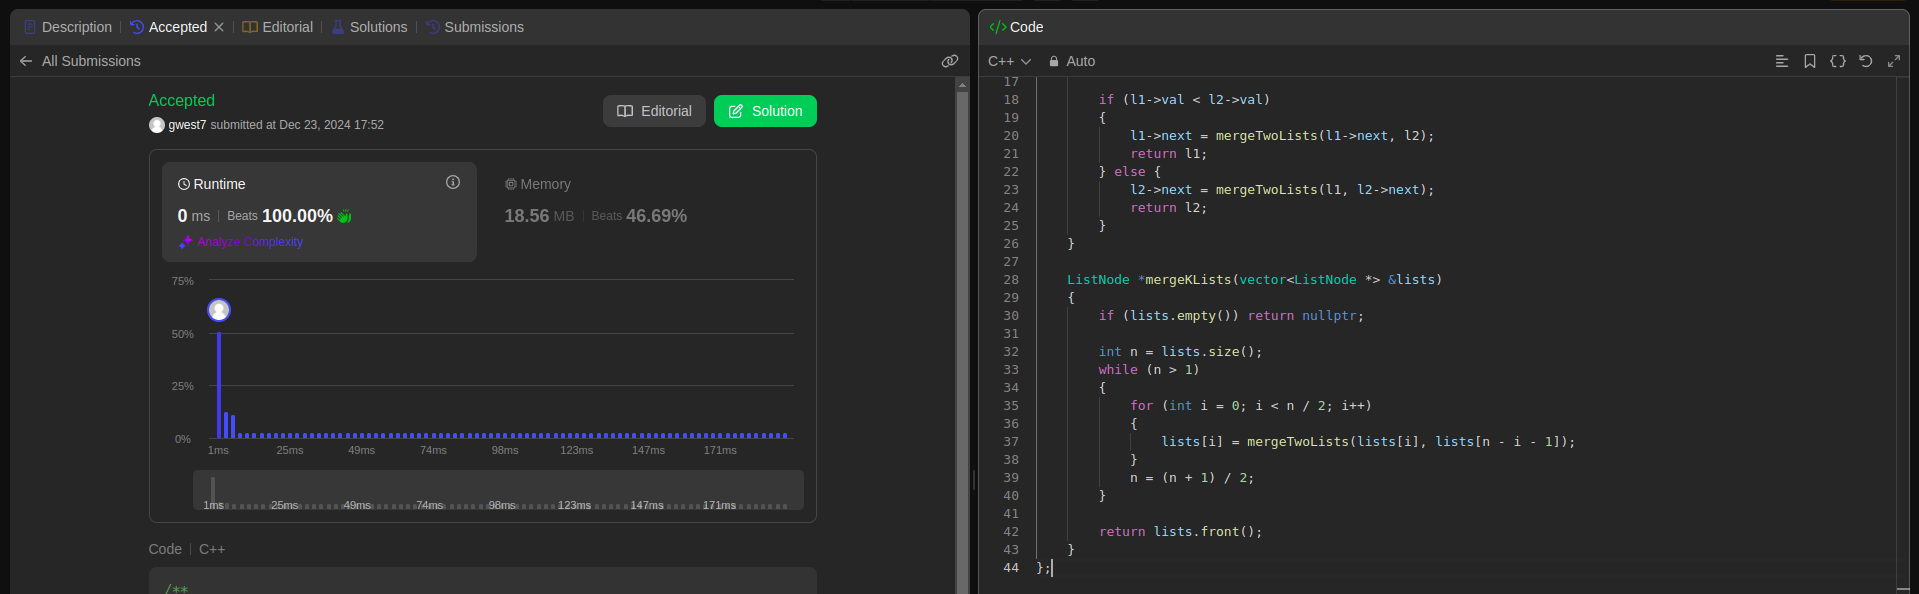 Description | Accepted | Editorial | Solutions | Submissions
All Submissions
Accepted
gwest7 submitted at Dec 23, 2024 17:52
Editorial
Solution
Runtime
0 ms | Beats 100.00%
Analyze Complexity
Memory
18.56 MB | Beats 46.69%
75%
50%
25%
0%
1ms 25ms 49ms 74ms 98ms 123ms 147ms 171ms
1ms 25ms 49ms 74ms 98ms 123ms 147ms 171ms
Code | C++
/**
</> Code
C++ Auto
17
18         if (l1->val < l2->val)
19         {
20             l1->next = mergeTwoLists(l1->next, l2);
21             return l1;
22         } else {
23             l2->next = mergeTwoLists(l1, l2->next);
24             return l2;
25         }
26     }
27
28     ListNode *mergeKLists(vector<ListNode *> &lists)
29     {
30         if (lists.empty()) return nullptr;
31
32         int n = lists.size();
33         while (n > 1)
34         {
35             for (int i = 0; i < n / 2; i++)
36             {
37                 lists[i] = mergeTwoLists(lists[i], lists[n - i - 1]);
38             }
39             n = (n + 1) / 2;
40         }
41
42         return lists.front();
43     }
44 };